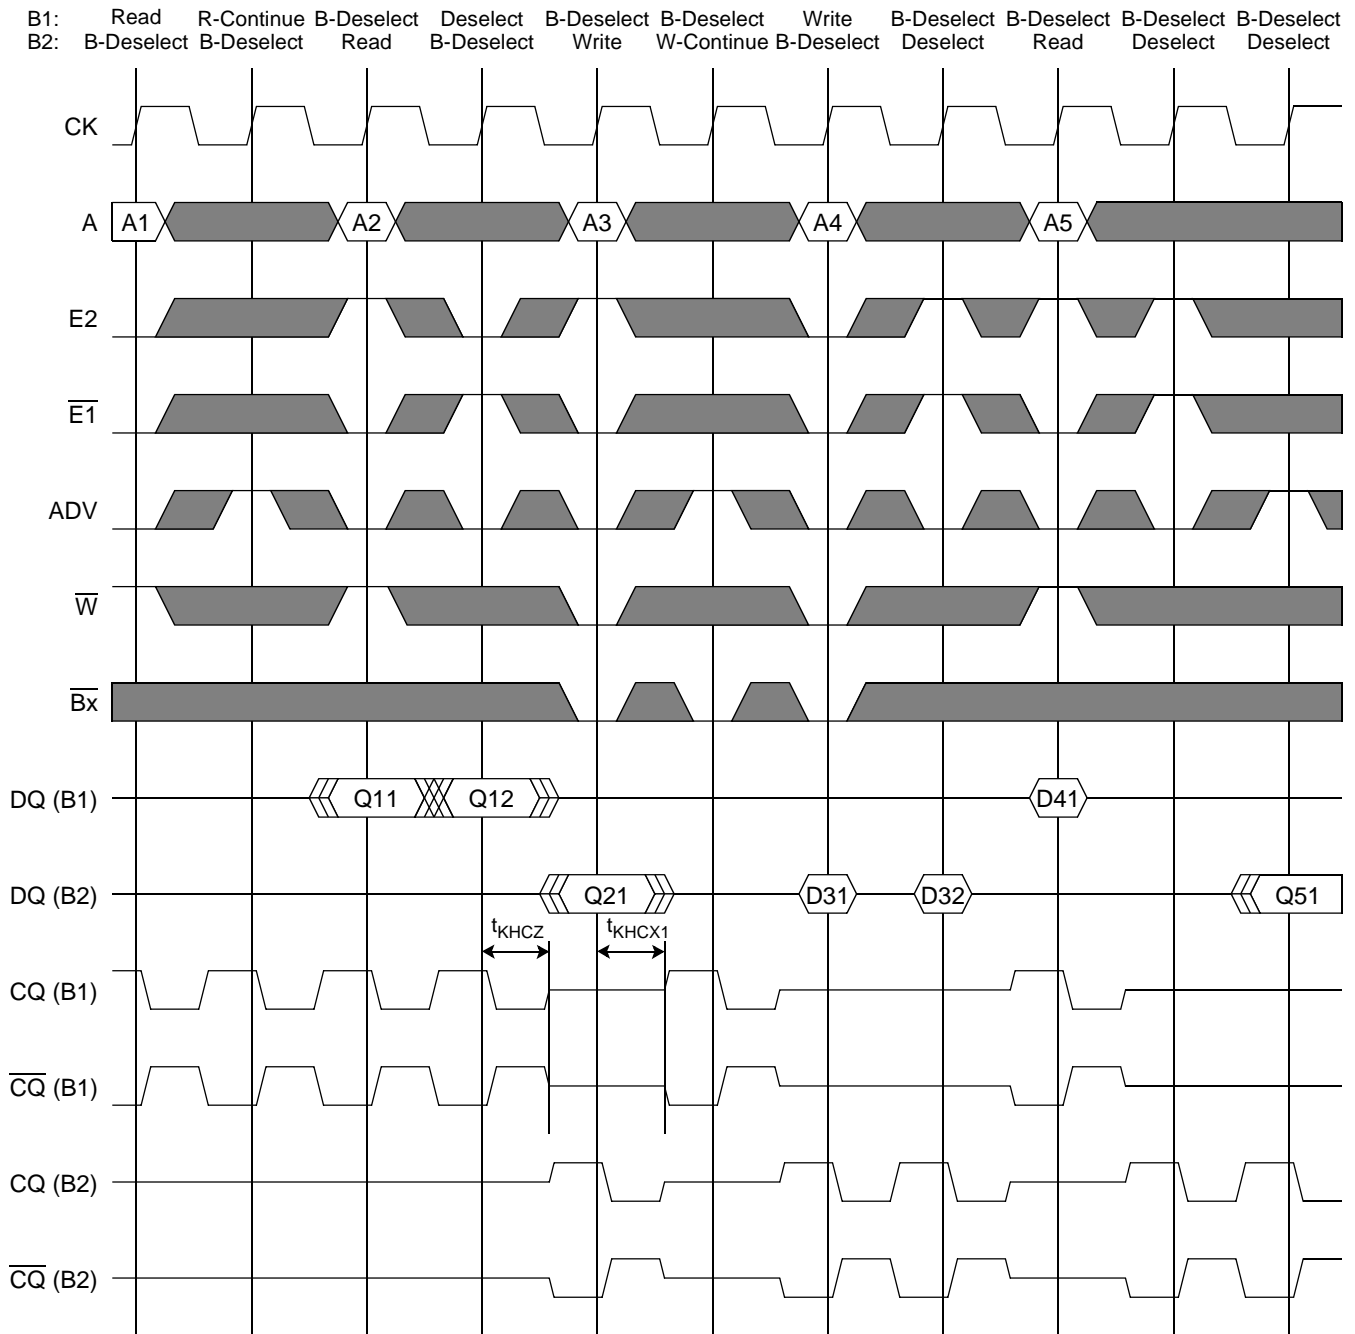 B1: Read R-Continue B-Deselect Deselect B-Deselect B-Deselect Write B-Deselect B-Deselect B-Deselect B-Deselect
B2: B-Deselect B-Deselect Read B-Deselect Write W-Continue B-Deselect Deselect Read Deselect Deselect
CK
A A1 A2 A3 A4 A5
E2
E1
ADV
W
Bx
DQ (B1) Q11 Q12 D41
DQ (B2) Q21 D31 D32 Q51
tKHCZ tKHCX1
CQ (B1)
CQ (B1)
CQ (B2)
CQ (B2)